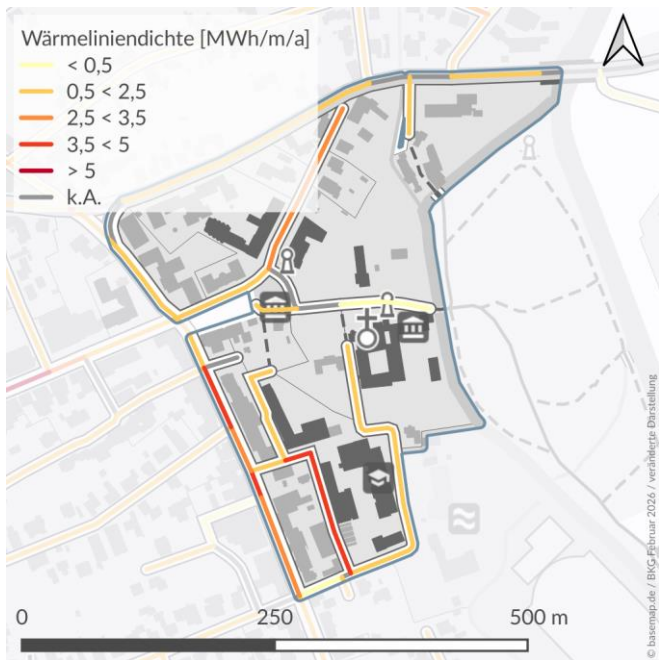 Wärmeliniendichte [MWh/m/a]
< 0,5
0,5 < 2,5
2,5 < 3,5
3,5 < 5
> 5
k.A.
0 250 500 m
© basemap.de / BKG Februar 2026 / veränderte Darstellung